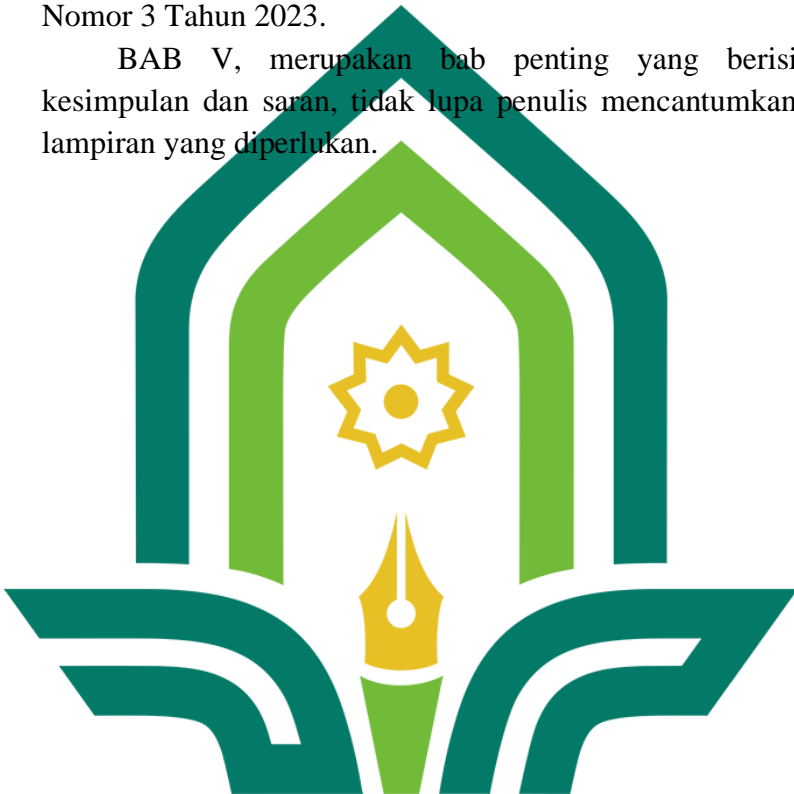 Nomor 3 Tahun 2023.
BAB V, merupakan bab penting yang berisi
kesimpulan dan saran, tidak lupa penulis mencantumkan
lampiran yang diperlukan.